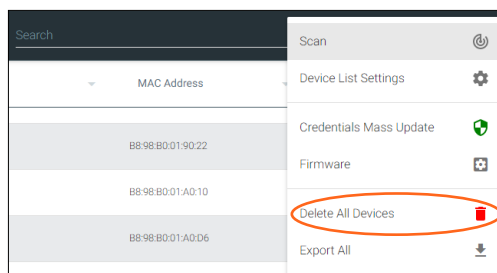 Search
Scan
MAC Address
Device List Settings
Credentials Mass Update
B8:98:B0:01:90:22
Firmware
B8:98:B0:01:A0:10
Delete All Devices
B8:98:B0:01:A0:D6
Export All